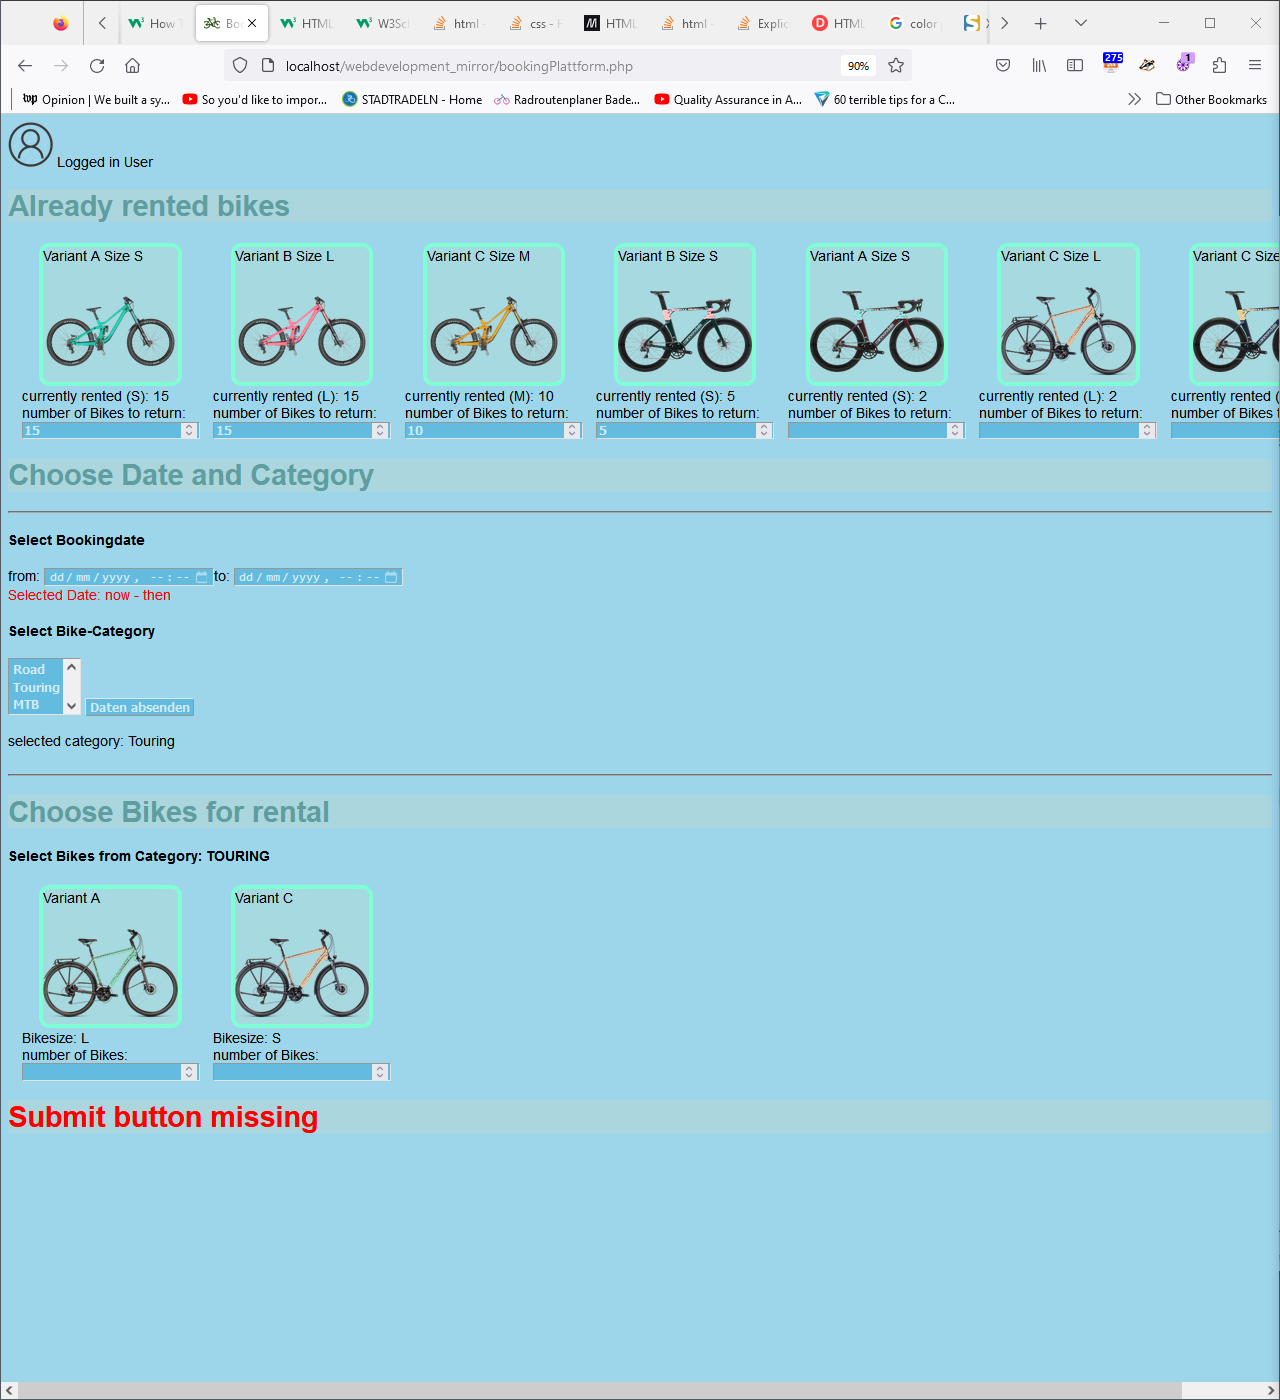 How T
Boo
HTML
W3Sch
html -
css - H
HTML
html -
Explic
HTML
color
localhost/webdevelopment_mirror/bookingPlattform.php
90%
275
1
Opinion | We built a sy...
So you'd like to impor...
STADTRADELN - Home
Radroutenplaner Bade...
Quality Assurance in A...
60 terrible tips for a C...
Other Bookmarks
Logged in User
Already rented bikes
Variant A Size S
Variant B Size L
Variant C Size M
Variant B Size S
Variant A Size S
Variant C Size L
Variant C Size
currently rented (S): 15
currently rented (L): 15
currently rented (M): 10
currently rented (S): 5
currently rented (S): 2
currently rented (L): 2
currently rented
number of Bikes to return:
number of Bikes to return:
number of Bikes to return:
number of Bikes to return:
number of Bikes to return:
number of Bikes to return:
number of Bikes t
15
15
10
5
Choose Date and Category
Select Bookingdate
from: dd/mm/yyyy, --:-- to: dd/mm/yyyy, --:--
Selected Date: now - then
Select Bike-Category
Road
Touring
MTB
Daten absenden
selected category: Touring
Choose Bikes for rental
Select Bikes from Category: TOURING
Variant A
Variant C
Bikesize: L
Bikesize: S
number of Bikes:
number of Bikes:
Submit button missing